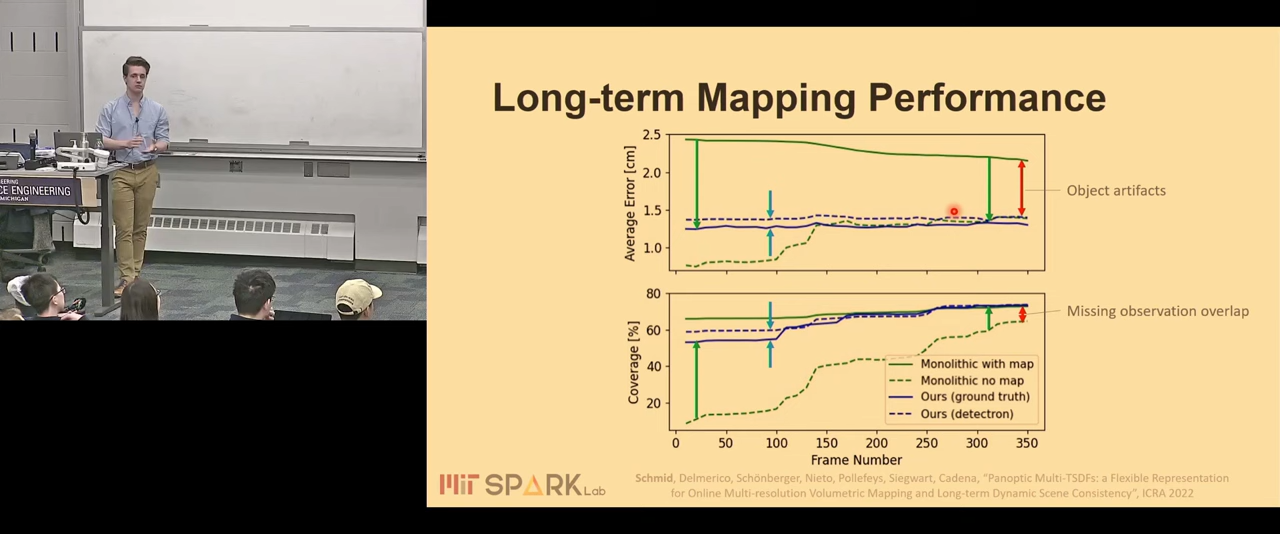 Long-term Mapping Performance
2.5
2.0
1.5
1.0
Average Error [cm]
Object artifacts
80
60
40
20
Coverage [%]
Missing observation overlap
Monolithic with map
Monolithic no map
Ours (ground truth)
Ours (detectron)
0 50 100 150 200 250 300 350
Frame Number
MIT SPARK Lab
Schmid, Delmerico, Schönberger, Nieto, Pollefeys, Siegwart, Cadena, “Panoptic Multi-TSDFs: a Flexible Representation
for Online Multi-resolution Volumetric Mapping and Long-term Dynamic Scene Consistency”, ICRA 2022
CE ENGINEERING
MICHIGAN